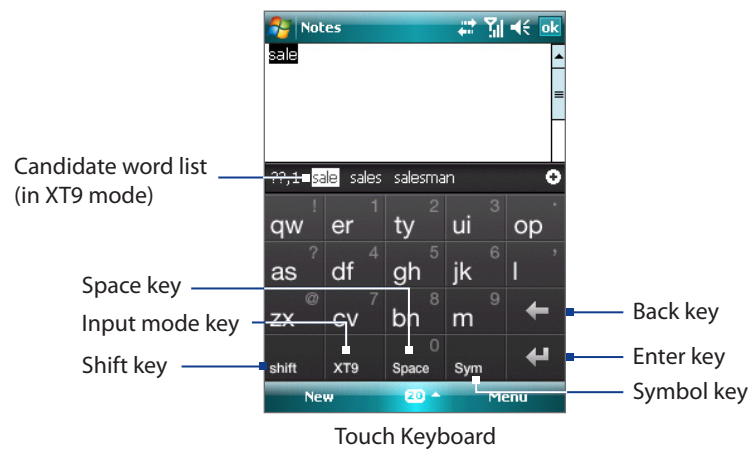 Notes
ok
sale
Candidate word list
(in XT9 mode)
??,1 sale sales salesman
! 1 2 3 .
qw er ty ui op
? 4 5 6 ,
as df gh jk l
@ 7 8 9
zx cv bn m
0
shift XT9 Space Sym
New 20 Menu
Space key
Input mode key
Shift key
Back key
Enter key
Symbol key
Touch Keyboard